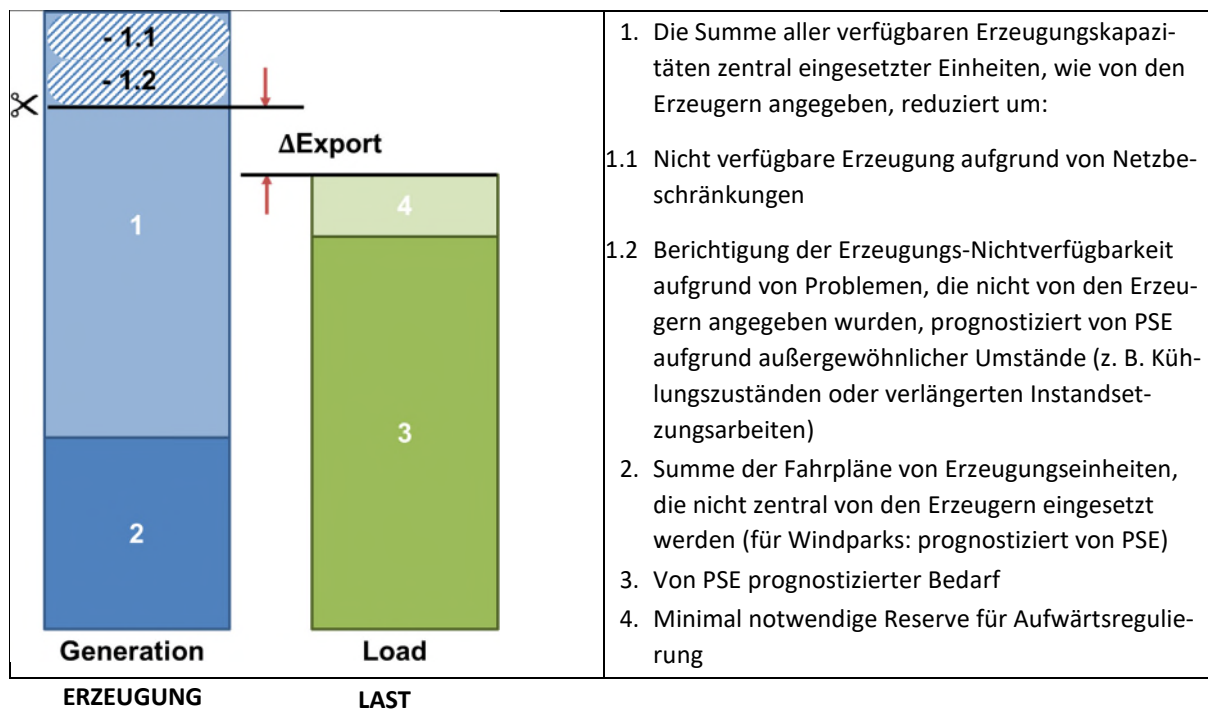 - 1.1
- 1.2
ΔExport
1
4
3
2
Generation
Load
ERZEUGUNG
LAST
1. Die Summe aller verfügbaren Erzeugungskapazi-
täten zentral eingesetzter Einheiten, wie von den
Erzeugern angegeben, reduziert um:
1.1 Nicht verfügbare Erzeugung aufgrund von Netzbe-
schränkungen
1.2 Berichtigung der Erzeugungs-Nichtverfügbarkeit
aufgrund von Problemen, die nicht von den Erzeu-
gern angegeben wurden, prognostiziert von PSE
aufgrund außergewöhnlicher Umstände (z. B. Küh-
lungszuständen oder verlängerten Instandset-
zungsarbeiten)
2. Summe der Fahrpläne von Erzeugungseinheiten,
die nicht zentral von den Erzeugern eingesetzt
werden (für Windparks: prognostiziert von PSE)
3. Von PSE prognostizierter Bedarf
4. Minimal notwendige Reserve für Aufwärtsregulie-
rung